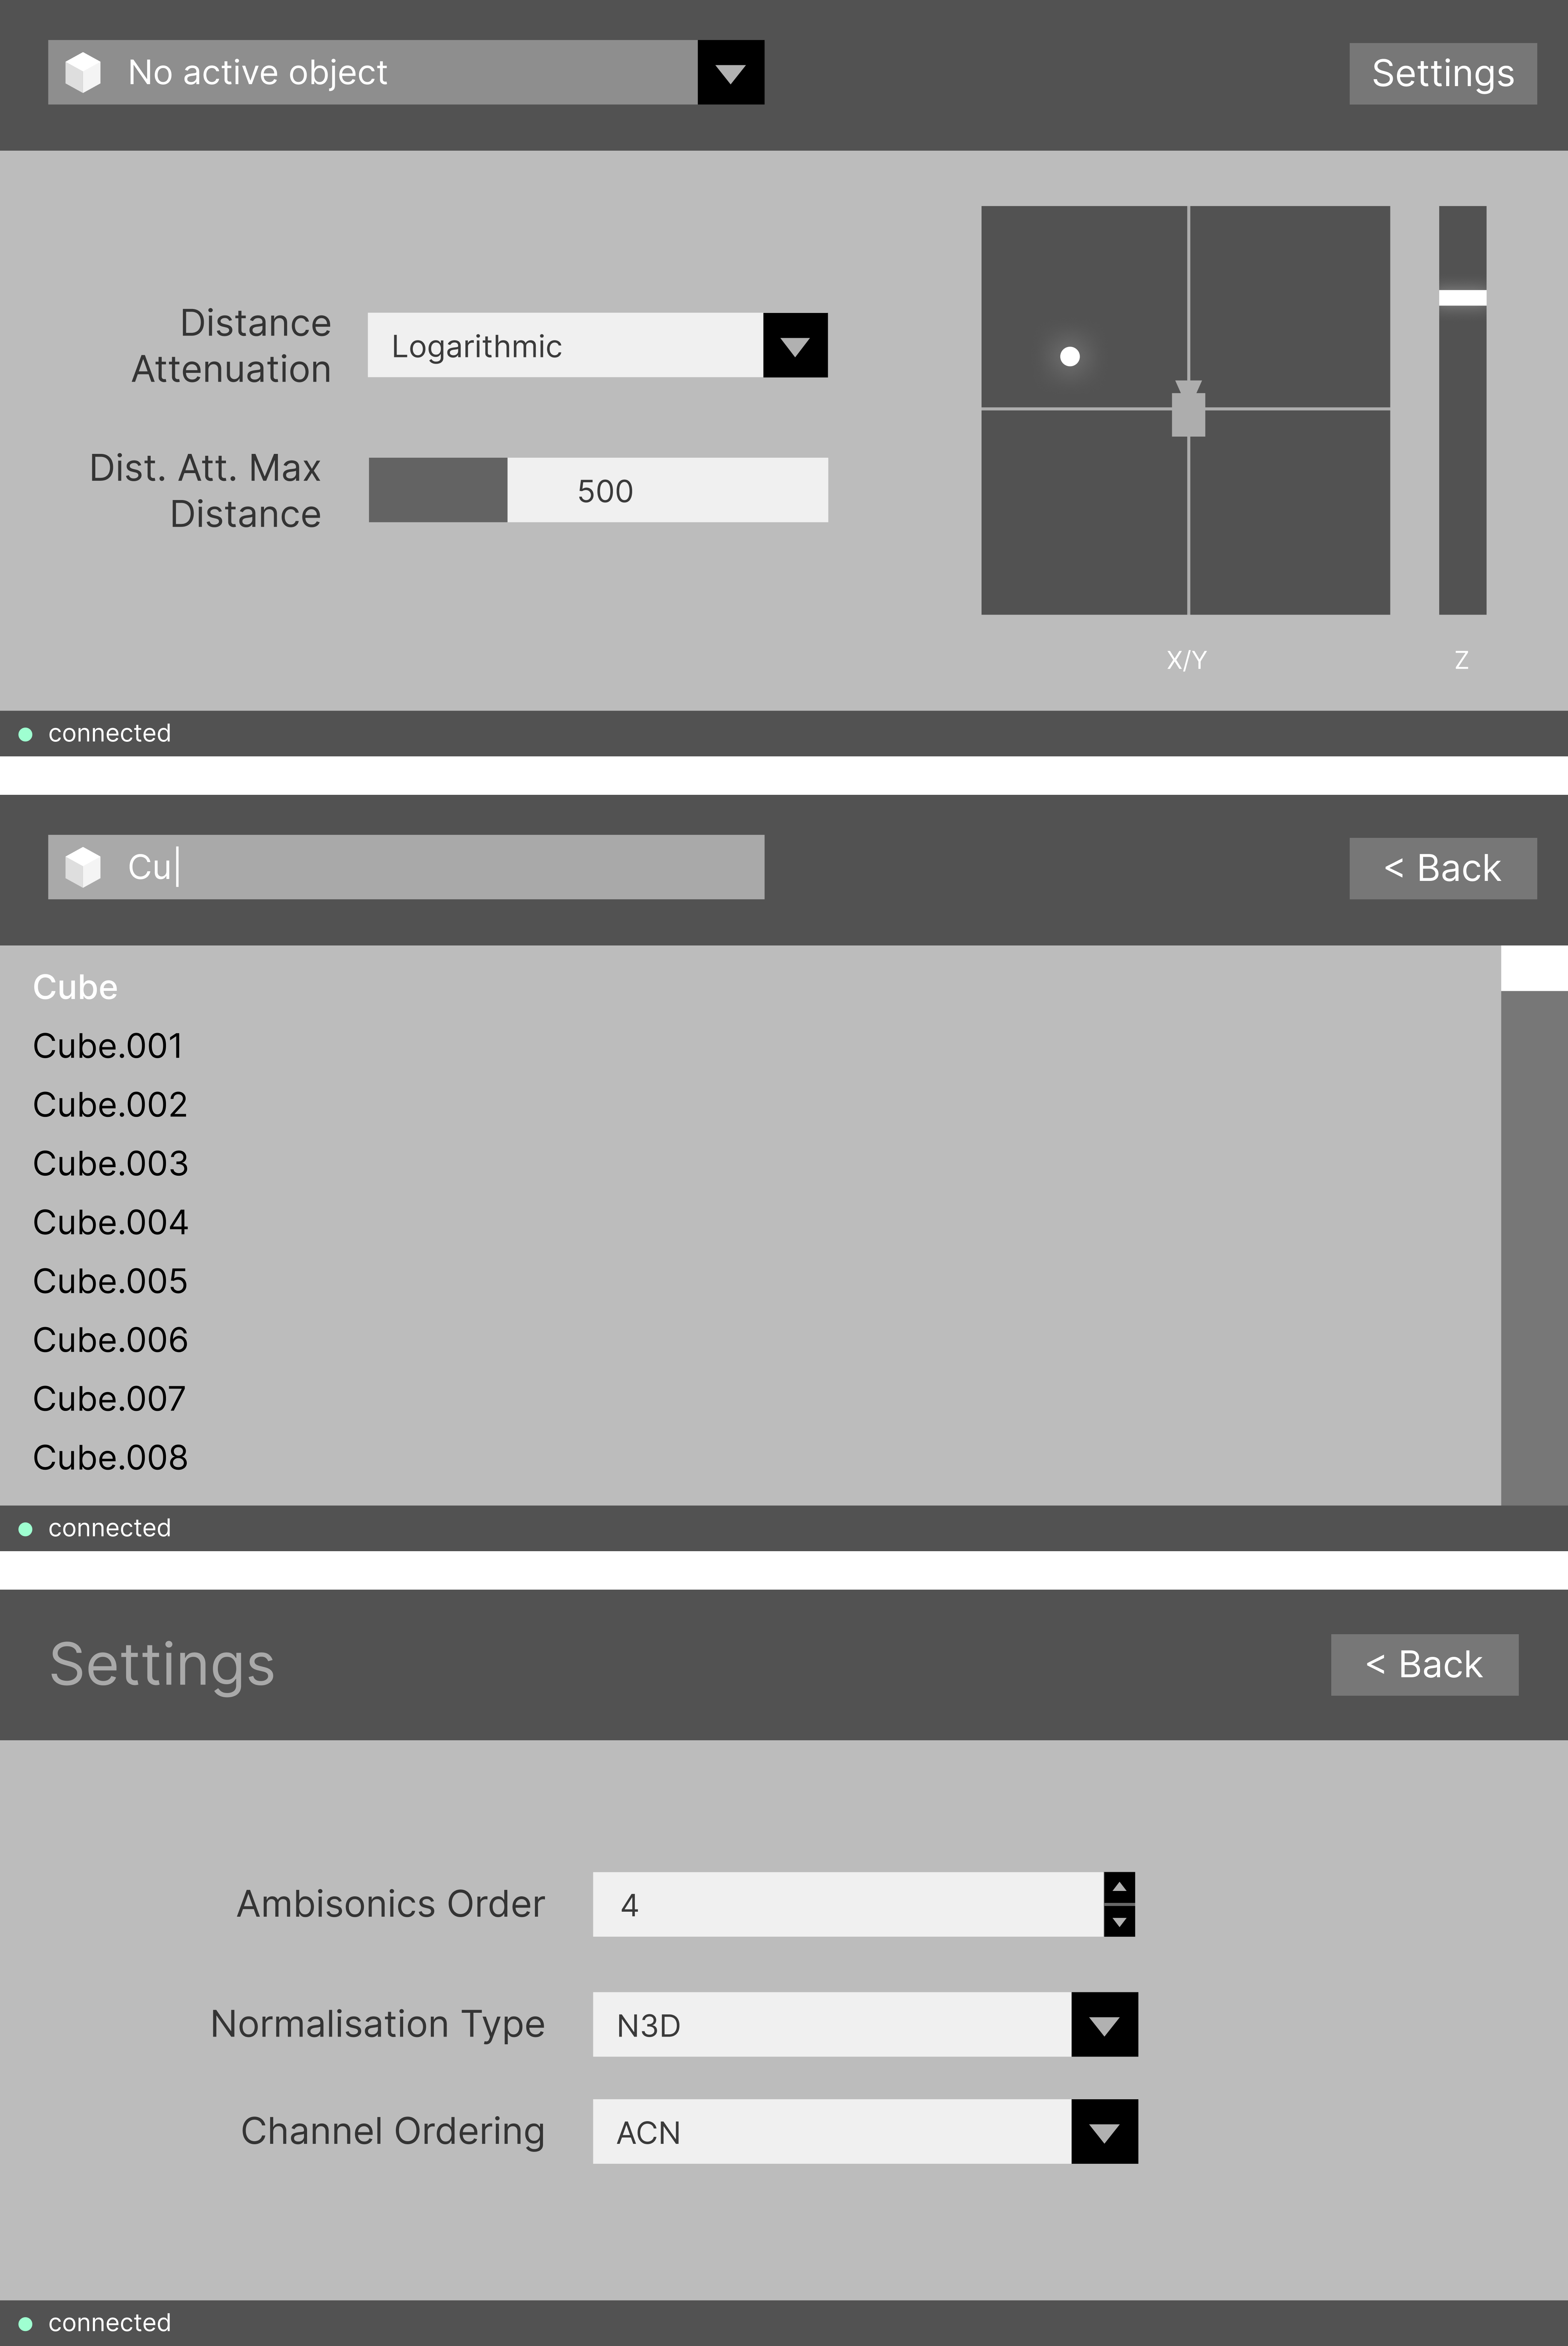 No active object
Settings
Distance
Attenuation
Logarithmic
Dist. Att. Max
Distance
500
X/Y
Z
connected
Cu
< Back
Cube
Cube.001
Cube.002
Cube.003
Cube.004
Cube.005
Cube.006
Cube.007
Cube.008
connected
Settings
< Back
Ambisonics Order
4
Normalisation Type
N3D
Channel Ordering
ACN
connected